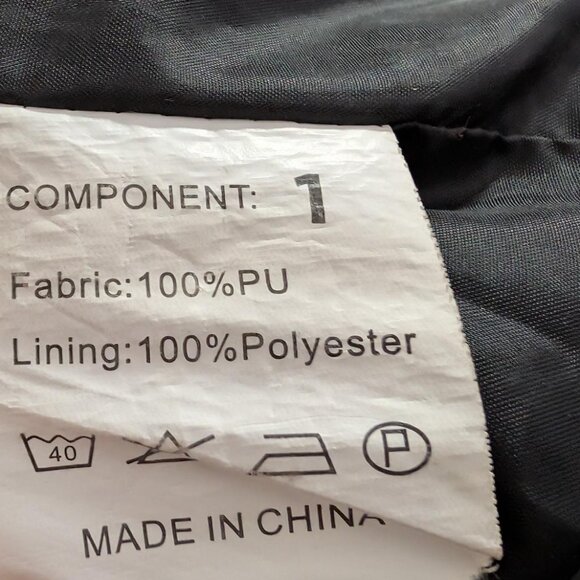 COMPONENT: 1
Fabric:100%PU
Lining:100%Polyester
40 P
MADE IN CHINA